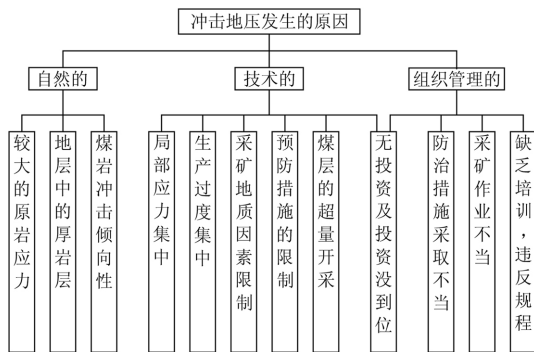 冲击地压发生的原因
自然的
技术的
组织管理的
较大的原岩应力
地层中的厚岩层
煤岩冲击倾向性
局部应力集中
生产过度集中
采矿地质因素限制
预防措施的限制
煤层的超量开采
无投资及投资没到位
防治措施采取不当
采矿作业不当
缺乏培训，违反规程